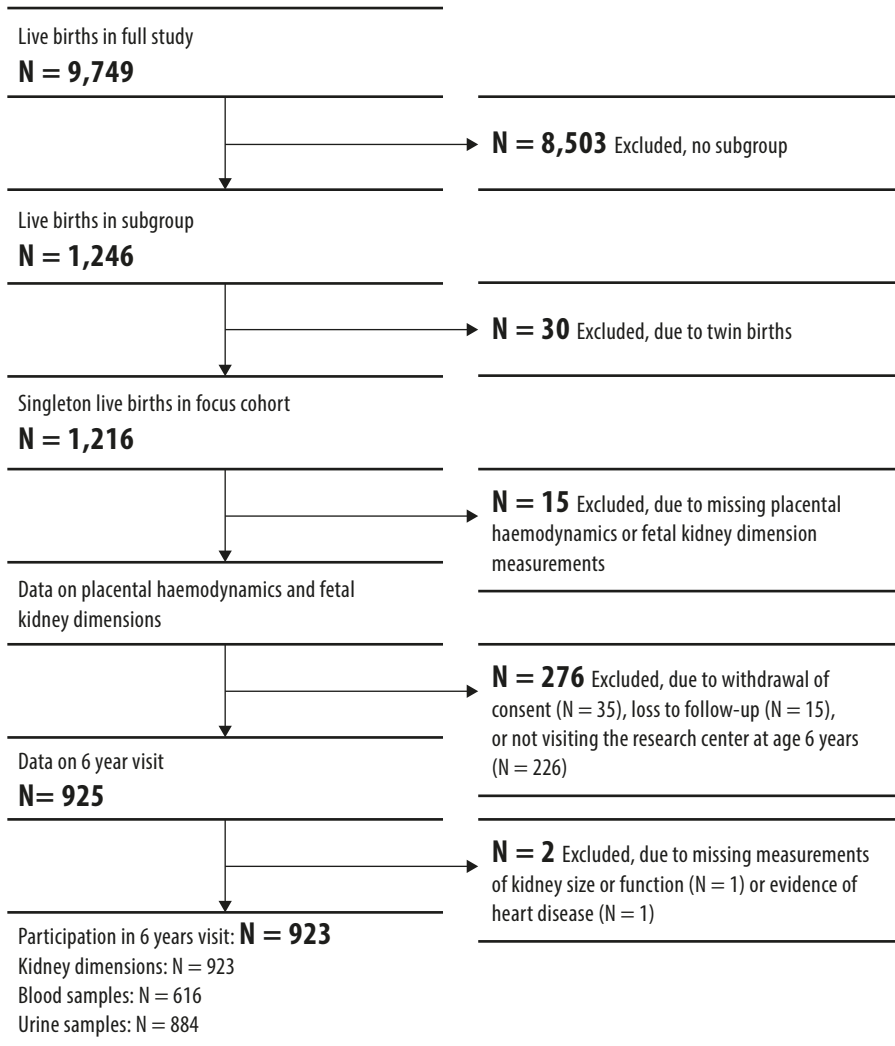 Live births in full study
N = 9,749
N = 8,503 Excluded, no subgroup
Live births in subgroup
N = 1,246
N = 30 Excluded, due to twin births
Singleton live births in focus cohort
N = 1,216
N = 15 Excluded, due to missing placental
haemodynamics or fetal kidney dimension
measurements
Data on placental haemodynamics and fetal
kidney dimensions
N = 276 Excluded, due to withdrawal of
consent (N = 35), loss to follow-up (N = 15),
or not visiting the research center at age 6 years
(N = 226)
Data on 6 year visit
N= 925
N = 2 Excluded, due to missing measurements
of kidney size or function (N = 1) or evidence of
heart disease (N = 1)
Participation in 6 years visit: N = 923
Kidney dimensions: N = 923
Blood samples: N = 616
Urine samples: N = 884